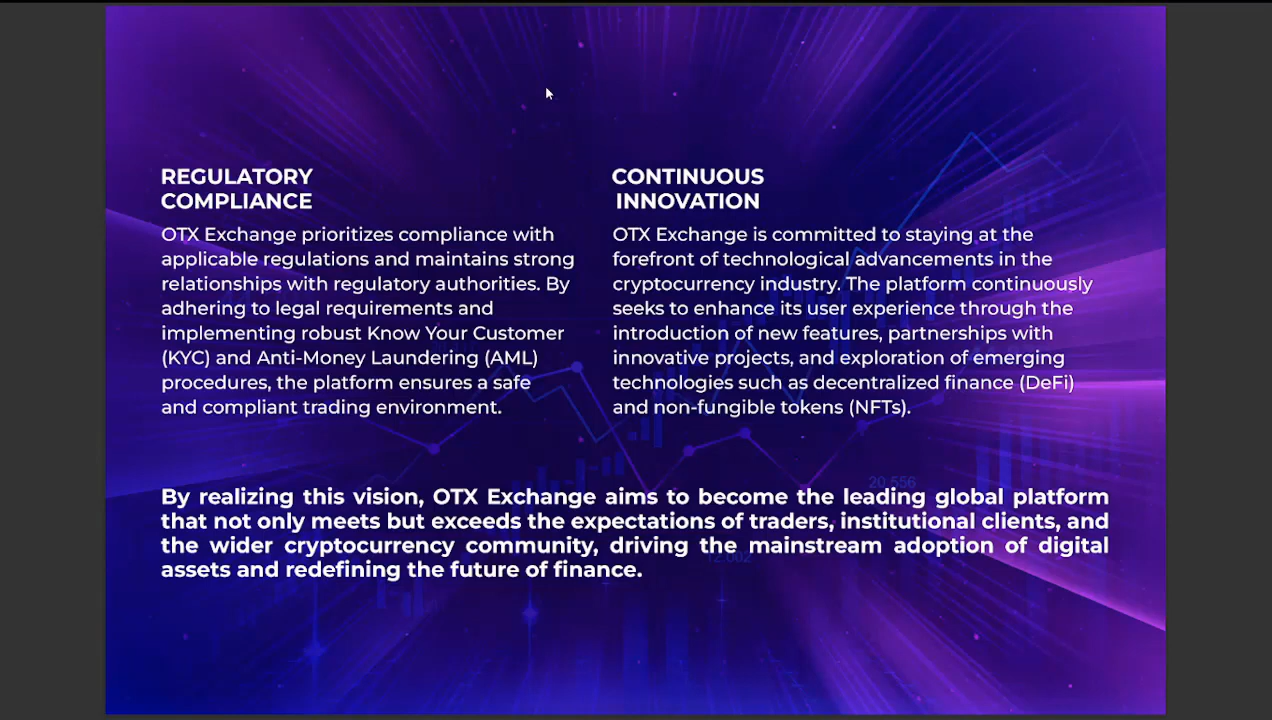 REGULATORY
COMPLIANCE
OTX Exchange prioritizes compliance with
applicable regulations and maintains strong
relationships with regulatory authorities. By
adhering to legal requirements and
implementing robust Know Your Customer
(KYC) and Anti-Money Laundering (AML)
procedures, the platform ensures a safe
and compliant trading environment.
CONTINUOUS
INNOVATION
OTX Exchange is committed to staying at the
forefront of technological advancements in the
cryptocurrency industry. The platform continuously
seeks to enhance its user experience through the
introduction of new features, partnerships with
innovative projects, and exploration of emerging
technologies such as decentralized finance (DeFi)
and non-fungible tokens (NFTs).
20 556
By realizing this vision, OTX Exchange aims to become the leading global platform
that not only meets but exceeds the expectations of traders, institutional clients, and
the wider cryptocurrency community, driving the mainstream adoption of digital
12 002
assets and redefining the future of finance.